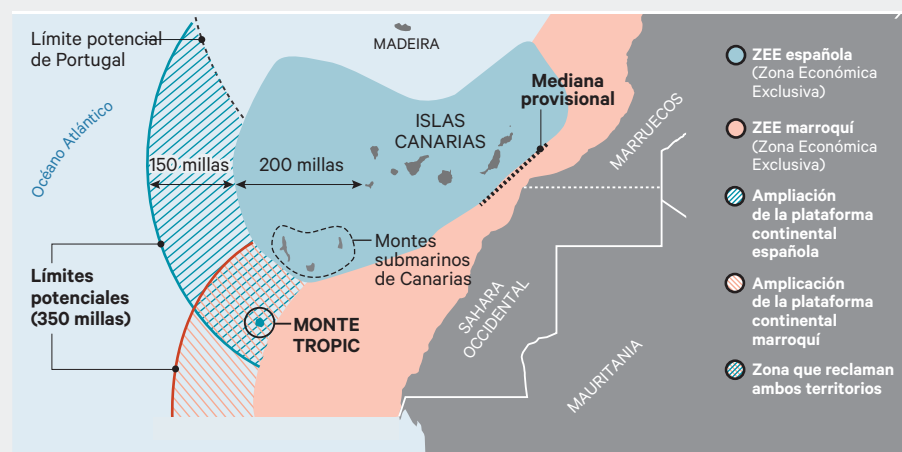 Límite potencial
de Portugal
MADEIRA
Océano Atlántico
Mediana
provisional
ISLAS
CANARIAS
150 millas
200 millas
MARRUECOS
Montes
submarinos
de Canarias
Límites
potenciales
(350 millas)
MONTE
TROPIC
SAHARA
OCCIDENTAL
MAURITANIA
ZEE española
(Zona Económica
Exclusiva)
ZEE marroquí
(Zona Económica
Exclusiva)
Ampliación
de la plataforma
continental
española
Amplicación
de la plataforma
continental
marroquí
Zona que reclaman
ambos territorios